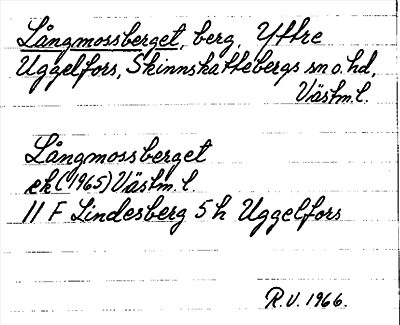 Långmossberget, berg, Yttre
Uggelfors, Skinnskattebergs sn o. hd,
Västm. l.
Långmossberget
ek (1965) Västm. l.
11 F Lindesberg 5 h Uggelfors
R.V. 1966.